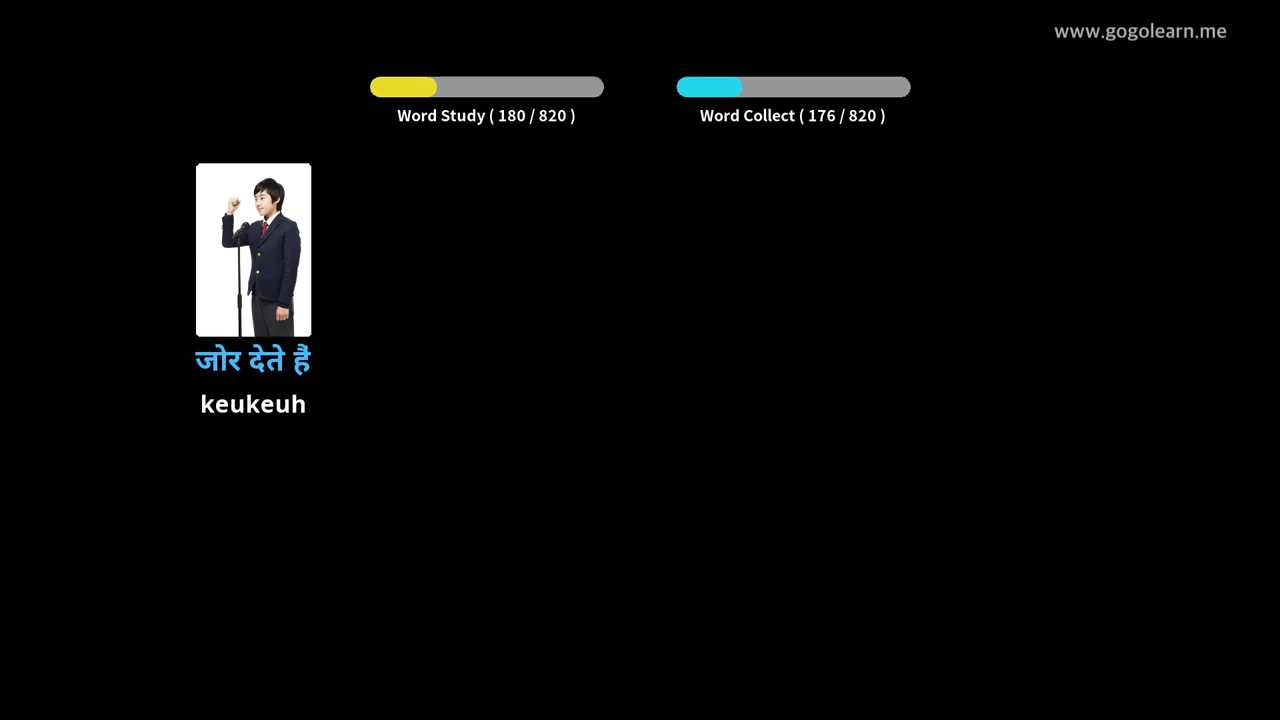 www.gogolearn.me
Word Study ( 180 / 820 )
Word Collect ( 176 / 820 )
जोर देते हैं
keukeuh